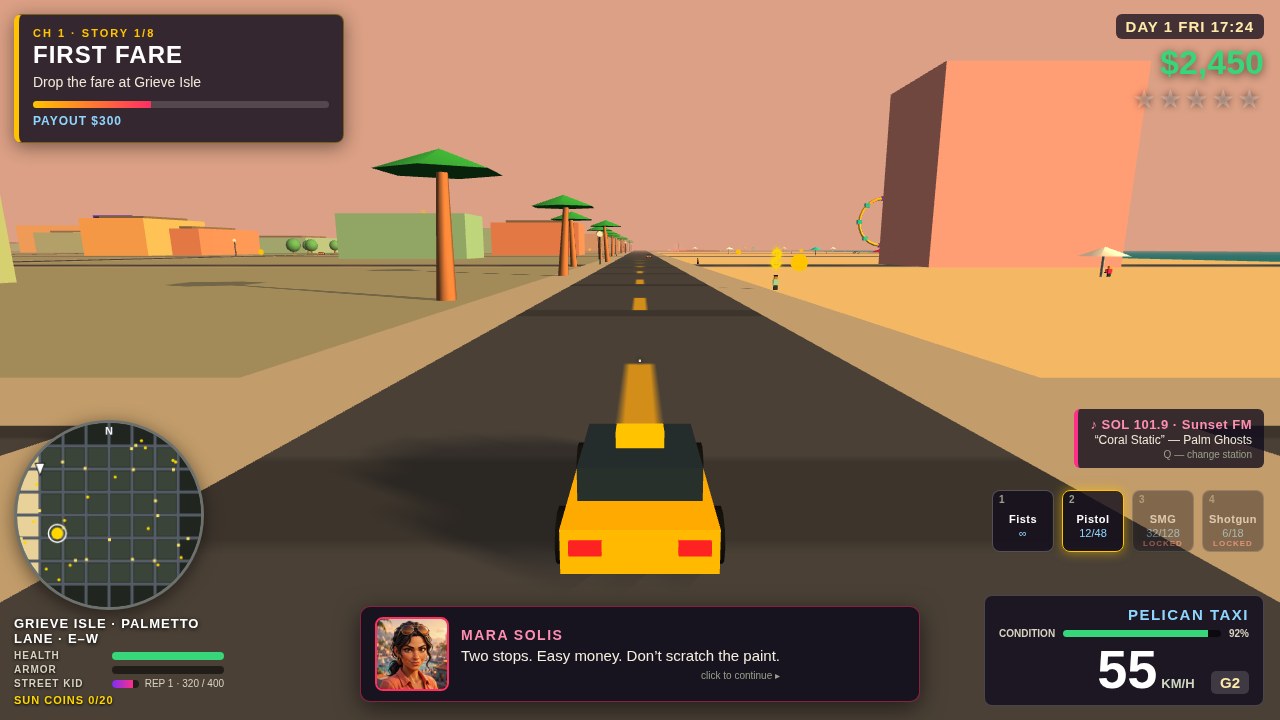 CH 1 · STORY 1/8
FIRST FARE
Drop the fare at Grieve Isle
PAYOUT $300
DAY 1 FRI 17:24
$2,450
N
GRIEVE ISLE · PALMETTO
LANE · E–W
HEALTH
ARMOR
STREET KID REP 1 · 320 / 400
SUN COINS 0/20
MARA SOLIS
Two stops. Easy money. Don’t scratch the paint.
click to continue ▸
♪ SOL 101.9 · Sunset FM
“Coral Static” — Palm Ghosts
Q — change station
1
Fists
∞
2
Pistol
12/48
3
SMG
32/128
LOCKED
4
Shotgun
6/18
LOCKED
PELICAN TAXI
CONDITION 92%
55 KM/H G2